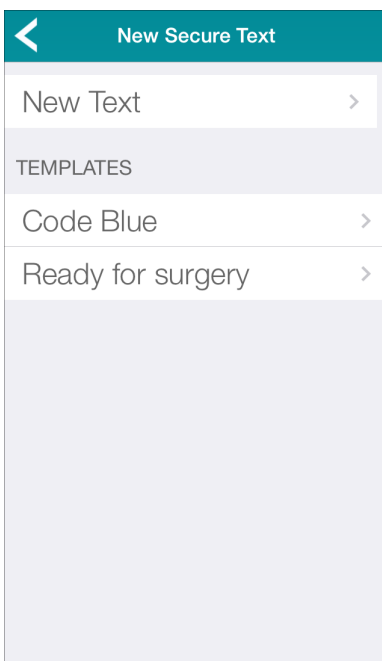 New Secure Text
New Text
TEMPLATES
Code Blue
Ready for surgery